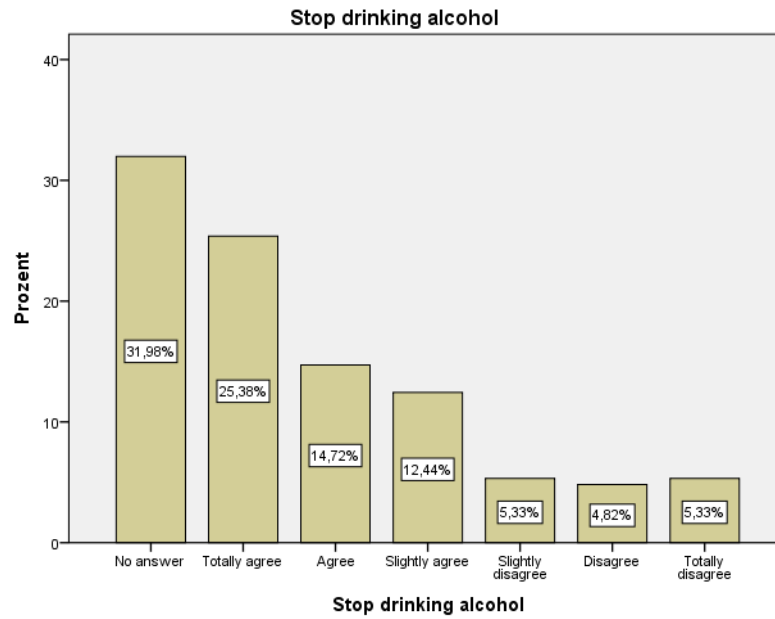 Stop drinking alcohol
40
30
20
10
0
Prozent
31,98%
25,38%
14,72%
12,44%
5,33%
4,82%
5,33%
No answer
Totally agree
Agree
Slightly agree
Slightly
disagree
Disagree
Totally
disagree
Stop drinking alcohol